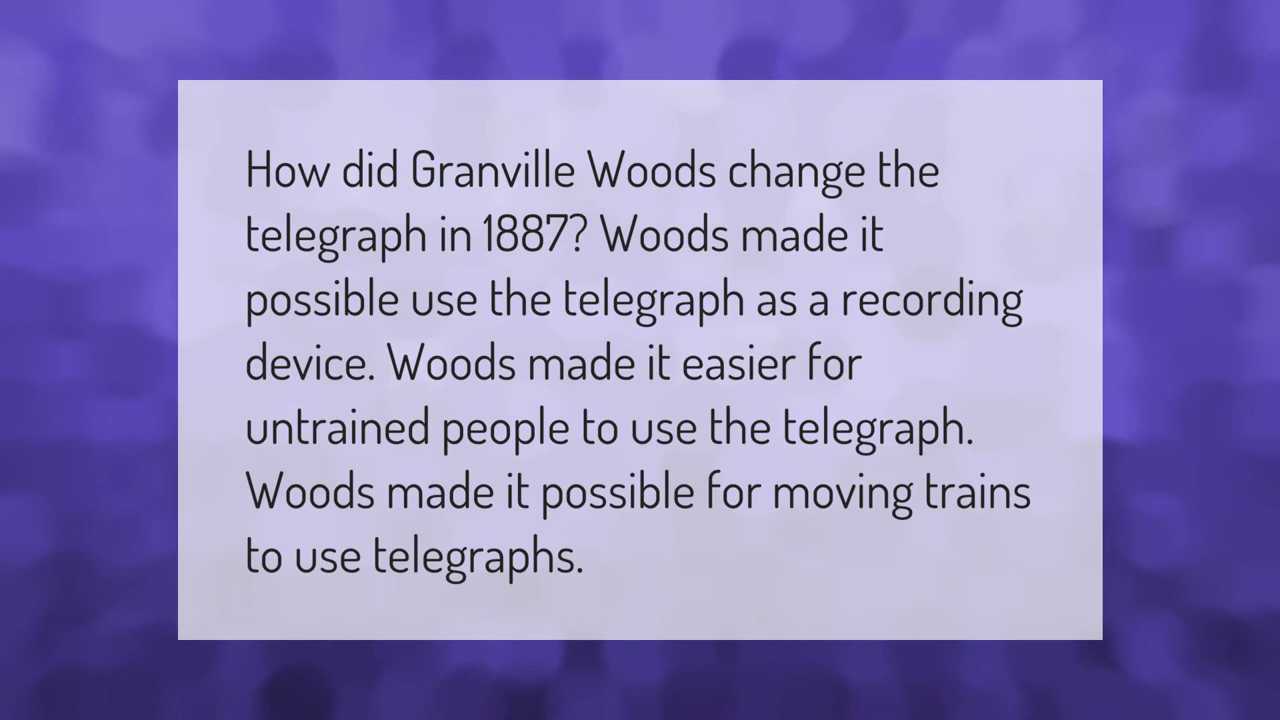 How did Granville Woods change the
telegraph in 1887? Woods made it
possible use the telegraph as a recording
device. Woods made it easier for
untrained people to use the telegraph.
Woods made it possible for moving trains
to use telegraphs.